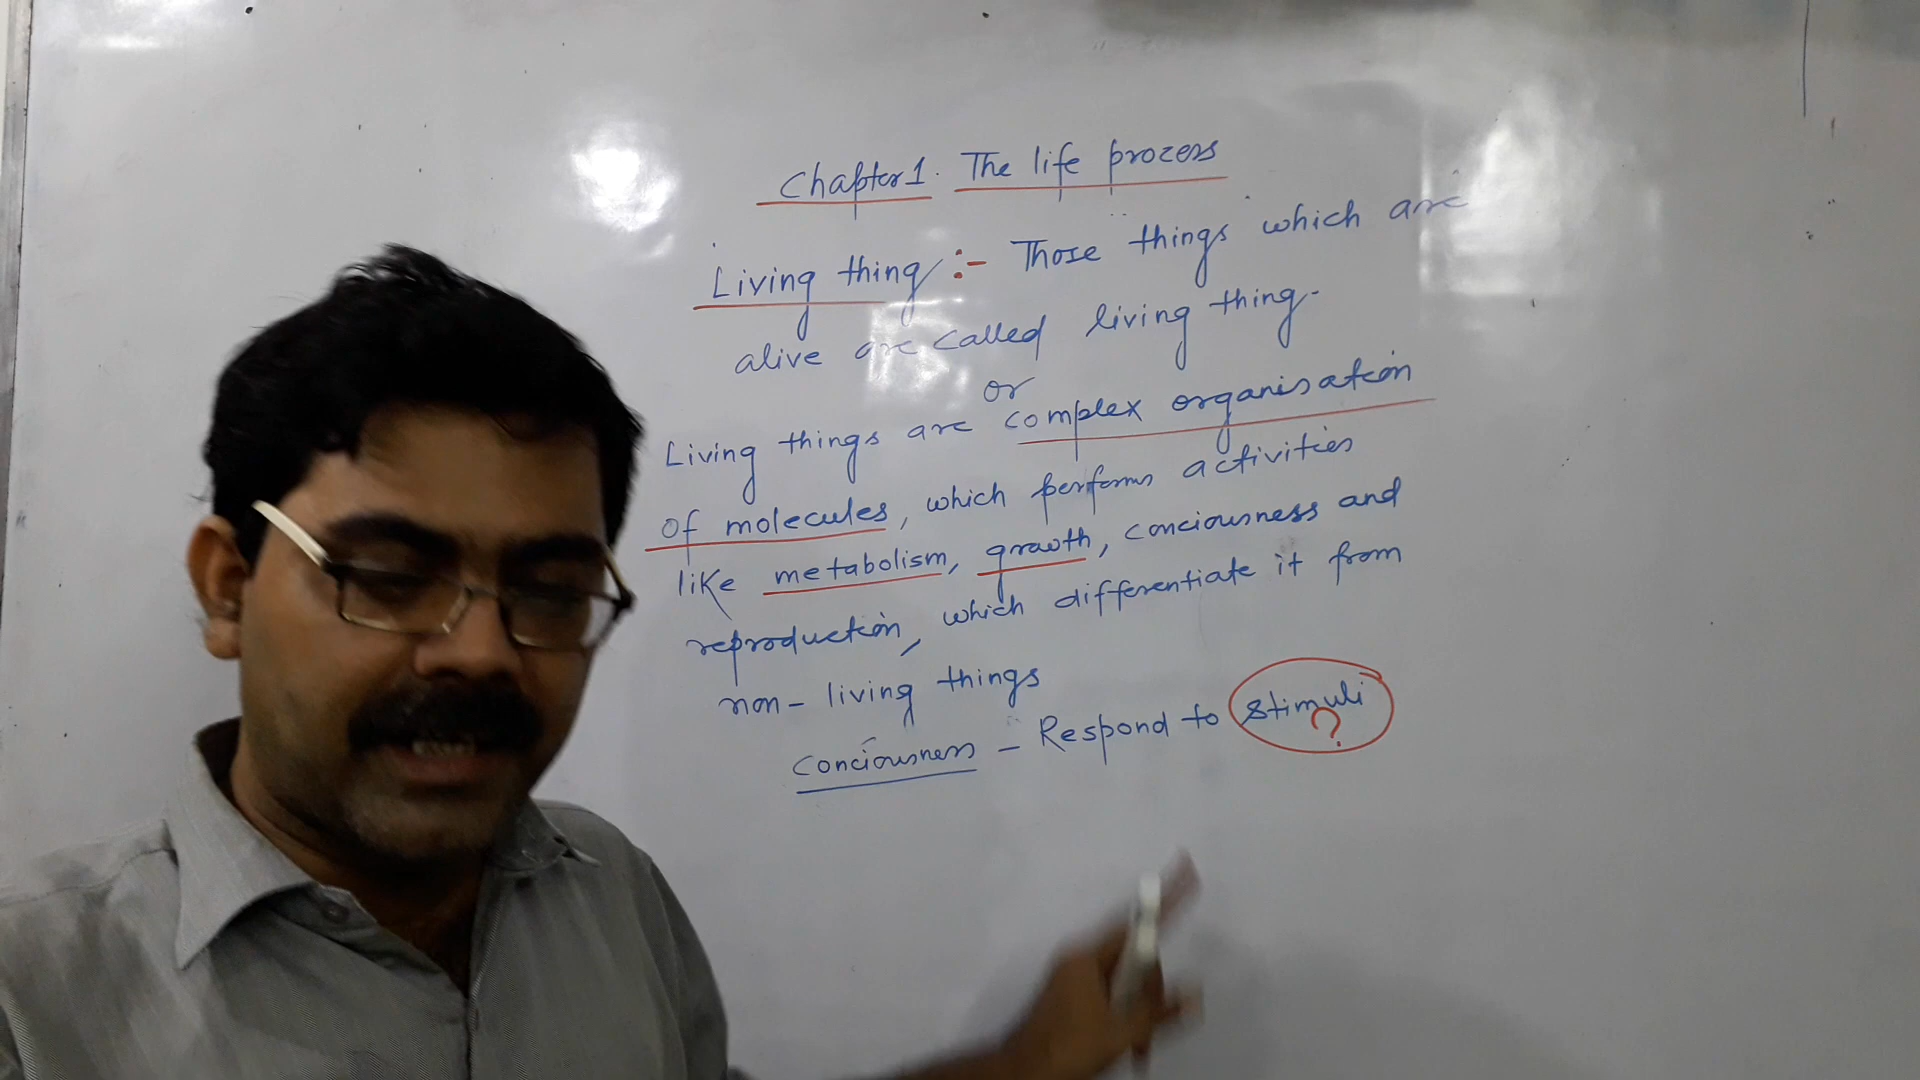 Chapter 1. The life process
Living thing :- Those things which are
alive are called living thing.
or
Living things are complex organisation
of molecules, which performs activities
like metabolism, growth, conciousness and
reproduction, which differentiate it from
non-living things
conciousness - Respond to stimuli
?